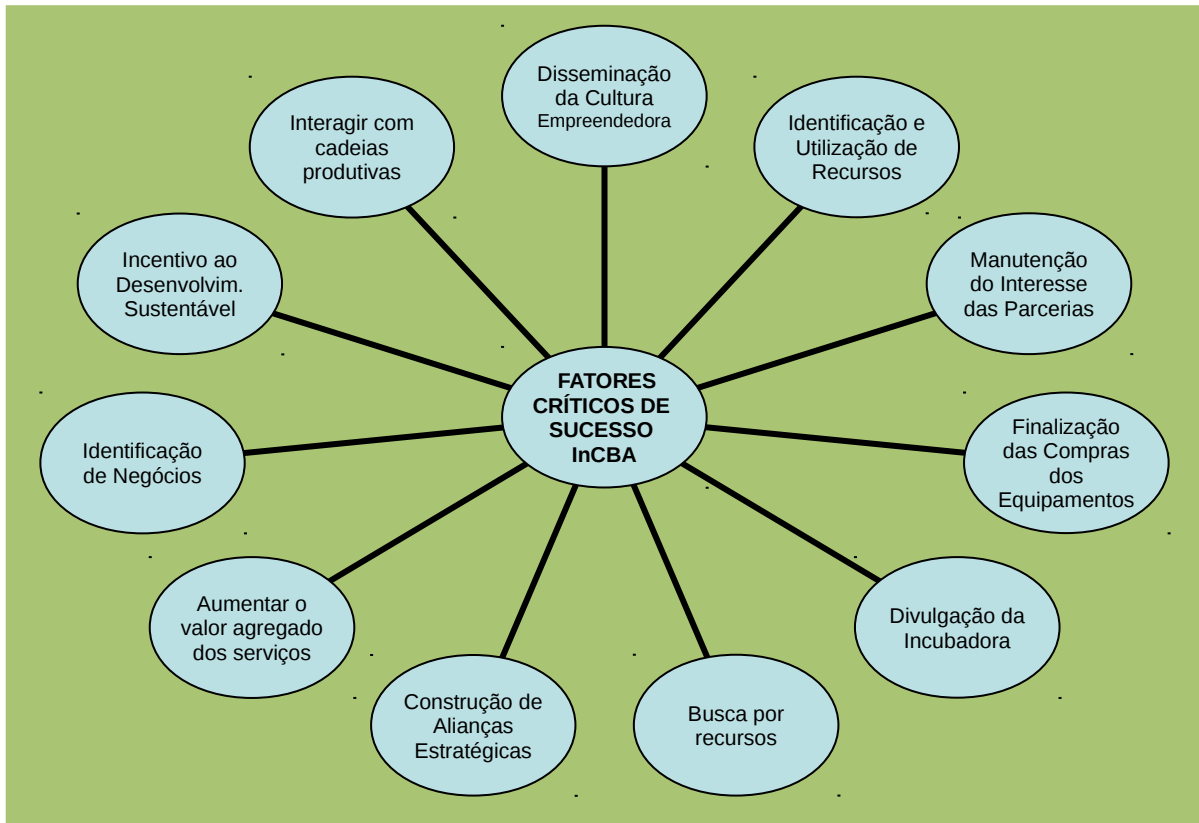 Disseminação
da Cultura
Empreendedora
Identificação e
Utilização de
Recursos
Manutenção
do Interesse
das Parcerias
Finalização
das Compras
dos
Equipamentos
Divulgação da
Incubadora
Busca por
recursos
Construção de
Alianças
Estratégicas
Aumentar o
valor agregado
dos serviços
Identificação
de Negócios
Incentivo ao
Desenvolvim.
Sustentável
Interagir com
cadeias
produtivas
FATORES
CRÍTICOS DE
SUCESSO
InCBA